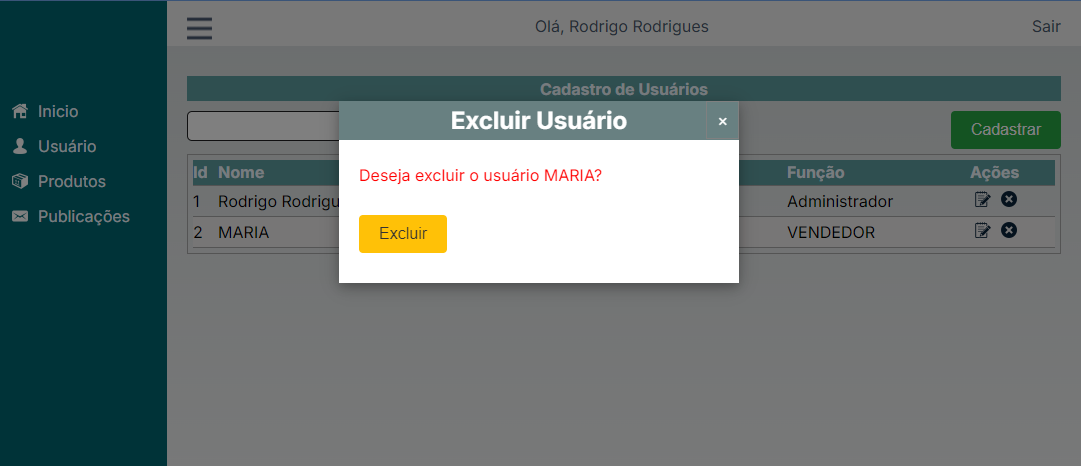 Olá, Rodrigo Rodrigues
Sair
Inicio
Usuário
Produtos
Publicações
Cadastro de Usuários
Cadastrar
Excluir Usuário
×
Deseja excluir o usuário MARIA?
Excluir
Id Nome Função Ações
1 Rodrigo Rodrigu Administrador
2 MARIA VENDEDOR